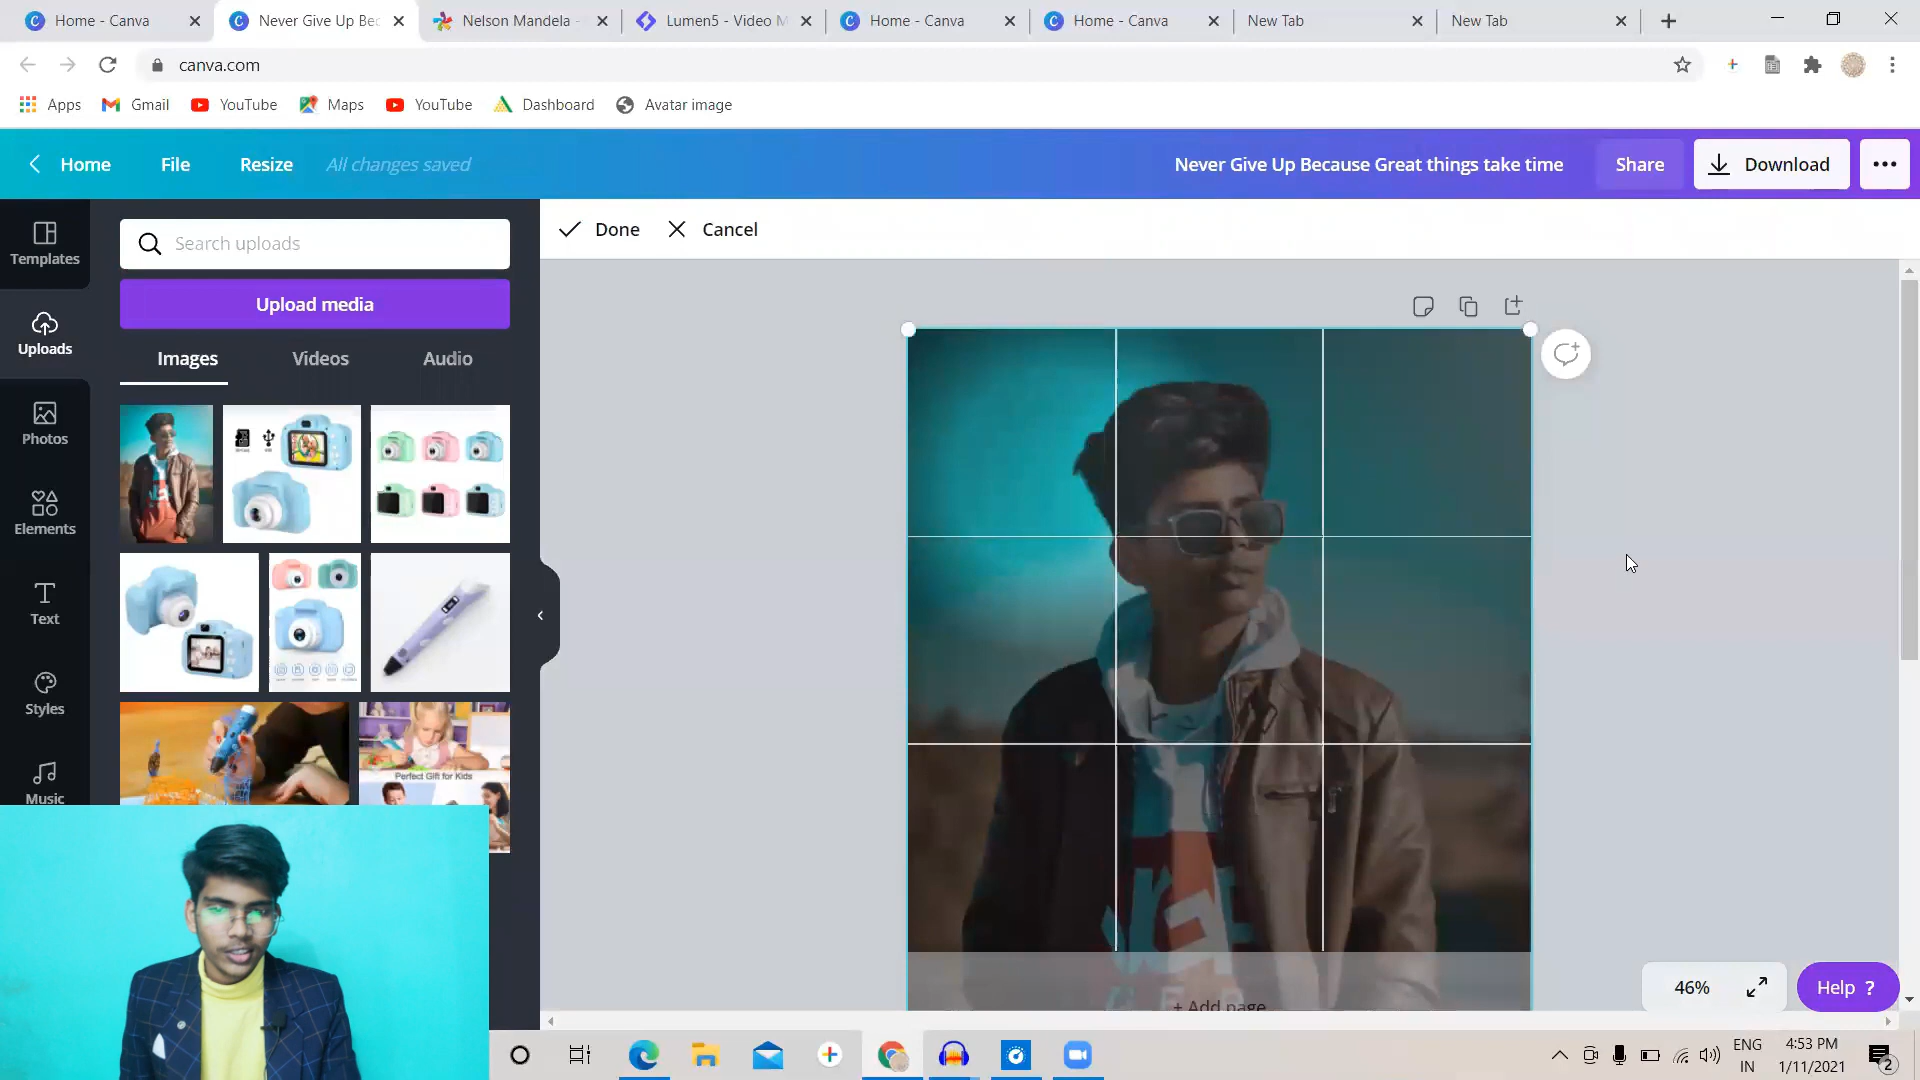 Home - Canva
Never Give Up Bec
Nelson Mandela -
Lumen5 - Video M
Home - Canva
Home - Canva
New Tab
New Tab
canva.com
Apps
Gmail
YouTube
Maps
YouTube
Dashboard
Avatar image
Home
File
Resize
All changes saved
Never Give Up Because Great things take time
Share
Download
Templates
Uploads
Photos
Elements
Text
Styles
Music
Search uploads
Upload media
Images
Videos
Audio
Perfect Gift for Kids
Done
Cancel
+ Add page
46%
Help ?
ENG
IN
4:53 PM
1/11/2021
2